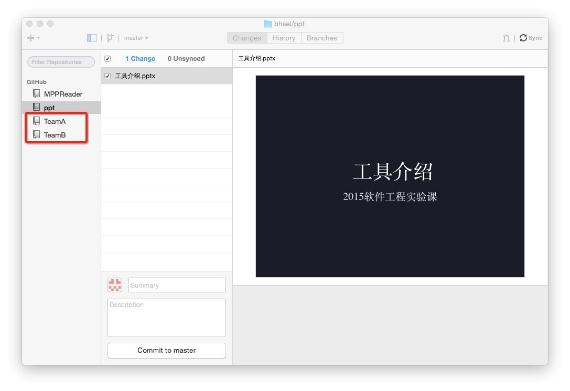 bhsei/ppt
master
Changes
History
Branches
Sync
Filter Repositories
1 Change
0 Unsynced
工具介绍.pptx
GitHub
MPPReader
ppt
TeamA
TeamB
工具介绍.pptx
工具介绍
2015软件工程实验课
Summary
Description
Commit to master